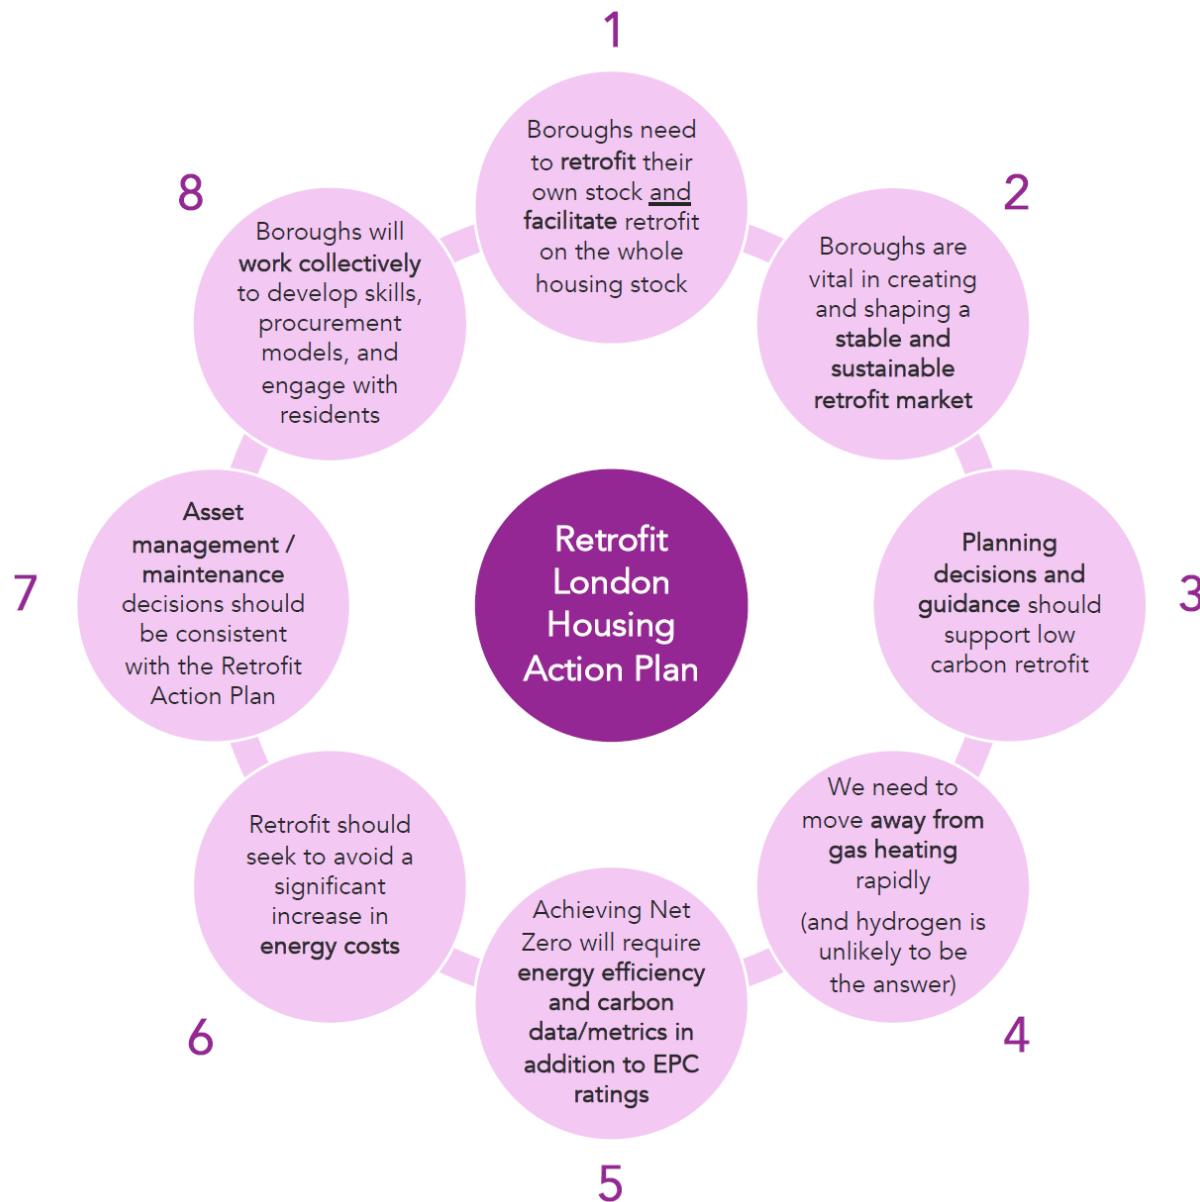 1
Boroughs need
to retrofit their
own stock and
facilitate retrofit
on the whole
housing stock
2
Boroughs are
vital in creating
and shaping a
stable and
sustainable
retrofit market
3
Planning
decisions and
guidance should
support low
carbon retrofit
4
We need to
move away from
gas heating
rapidly
(and hydrogen is
unlikely to be
the answer)
5
Achieving Net
Zero will require
energy efficiency
and carbon
data/metrics in
addition to EPC
ratings
6
Retrofit should
seek to avoid a
significant
increase in
energy costs
7
Asset
management /
maintenance
decisions should
be consistent
with the Retrofit
Action Plan
8
Boroughs will
work collectively
to develop skills,
procurement
models, and
engage with
residents
Retrofit
London
Housing
Action Plan